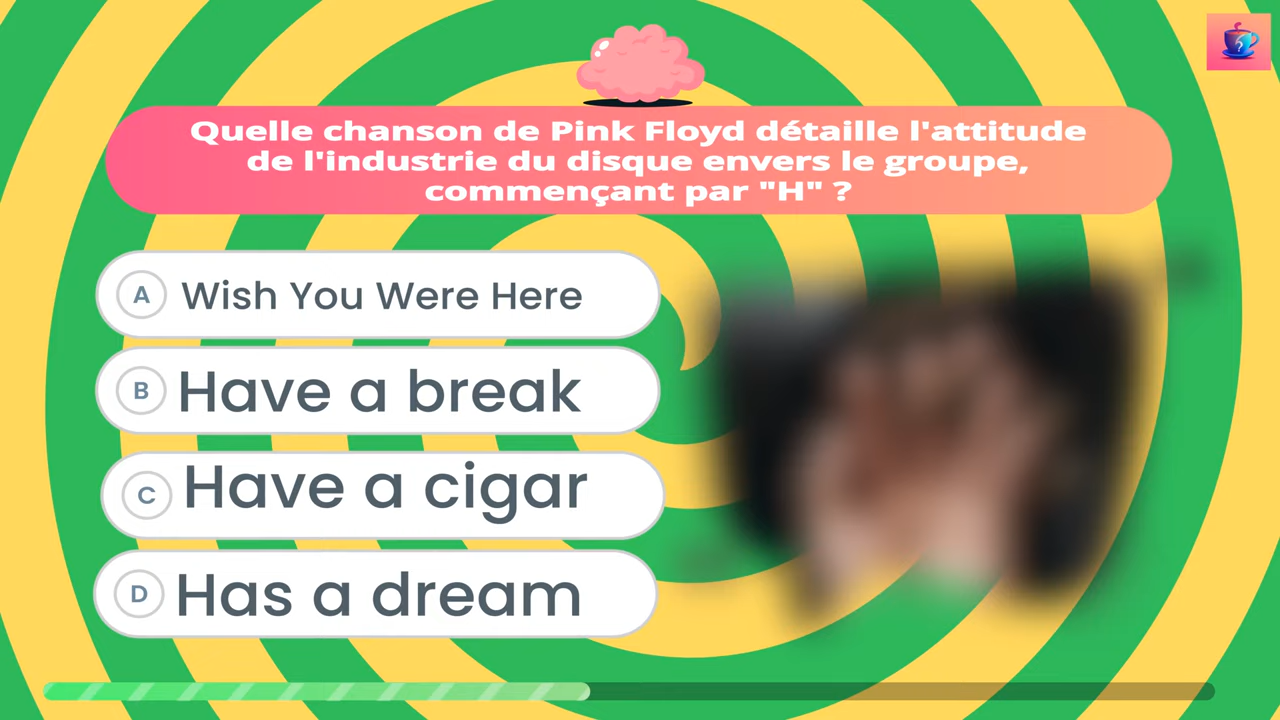 Quelle chanson de Pink Floyd détaille l'attitude
de l'industrie du disque envers le groupe,
commençant par "H" ?
A Wish You Were Here
B Have a break
C Have a cigar
D Has a dream